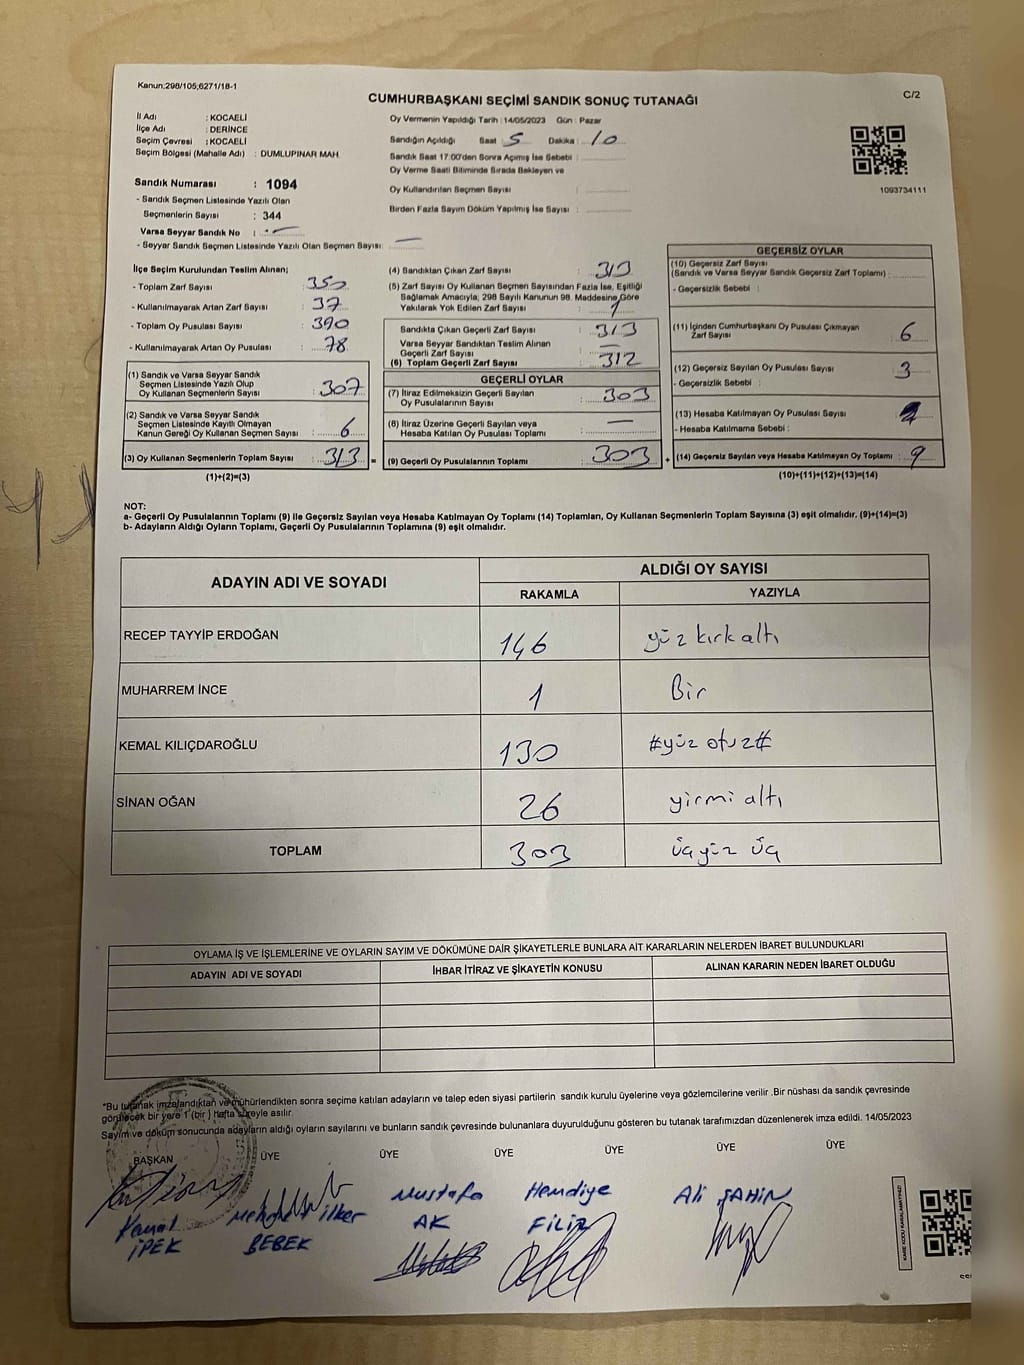 Kanun:298/105;6271/18-1
C/2
CUMHURBAŞKANI SEÇİMİ SANDIK SONUÇ TUTANAĞI
İl Adı : KOCAELİ
İlçe Adı : DERİNCE
Seçim Çevresi : KOCAELİ
Seçim Bölgesi (Mahalle Adı) : DUMLUPINAR MAH.
Sandık Numarası : 1094
- Sandık Seçmen Listesinde Yazılı Olan
Seçmenlerin Sayısı : 344
Varsa Seyyar Sandık No :
- Seyyar Sandık Seçmen Listesinde Yazılı Olan Seçmen Sayısı: —
Oy Vermenin Yapıldığı Tarih : 14/05/2023 Gün : Pazar
Sandığın Açıldığı Saat 5 Dakika : 10
Sandık Saat 17:00'den Sonra Açımış İse Sebebi :
Oy Verme Saati Bitiminde Sırada Bekleyen ve
Oy Kullandırılan Seçmen Sayısı :
Birden Fazla Sayım Döküm Yapılmış İse Sayısı :
1093734111
İlçe Seçim Kurulundan Teslim Alınan;
- Toplam Zarf Sayısı : 350
- Kullanılmayarak Artan Zarf Sayısı : 37
- Toplam Oy Pusulası Sayısı : 390
- Kullanılmayarak Artan Oy Pusulası : 78
(1) Sandık ve Varsa Seyyar Sandık
Seçmen Listesinde Yazılı Olup
Oy Kullanan Seçmenlerin Sayısı : 307
(2) Sandık ve Varsa Seyyar Sandık
Seçmen Listesinde Kayıtlı Olmayan
Kanun Gereği Oy Kullanan Seçmen Sayısı : 6
(3) Oy Kullanan Seçmenlerin Toplam Sayısı : 313 =
(1)+(2)=(3)
(4) Sandıktan Çıkan Zarf Sayısı : 313
(5) Zarf Sayısı Oy Kullanan Seçmen Sayısından Fazla İse, Eşitliği
Sağlamak Amacıyla; 298 Sayılı Kanunun 98. Maddesine Göre
Yakılarak Yok Edilen Zarf Sayısı : 1
Sandıkta Çıkan Geçerli Zarf Sayısı : 313
Varsa Seyyar Sandıktan Teslim Alınan
Geçerli Zarf Sayısı : —
(6) Toplam Geçerli Zarf Sayısı : 312
GEÇERLİ OYLAR
(7) İtiraz Edilmeksizin Geçerli Sayılan
Oy Pusulalarının Sayısı : 303
(8) İtiraz Üzerine Geçerli Sayılan veya
Hesaba Katılan Oy Pusulası Toplamı : —
(9) Geçerli Oy Pusulalarının Toplamı : 303 +
GEÇERSİZ OYLAR
(10) Geçersiz Zarf Sayısı
(Sandık ve Varsa Seyyar Sandık Geçersiz Zarf Toplamı) :
- Geçersizlik Sebebi :
(11) İçinden Cumhurbaşkanı Oy Pusulası Çıkmayan
Zarf Sayısı : 6
(12) Geçersiz Sayılan Oy Pusulası Sayısı : 3
- Geçersizlik Sebebi :
(13) Hesaba Katılmayan Oy Pusulası Sayısı :
- Hesaba Katılmama Sebebi :
(14) Geçersiz Sayılan veya Hesaba Katılmayan Oy Toplamı : 9
(10)+(11)+(12)+(13)=(14)
NOT:
a- Geçerli Oy Pusulalarının Toplamı (9) ile Geçersiz Sayılan veya Hesaba Katılmayan Oy Toplamı (14) Toplamları, Oy Kullanan Seçmenlerin Toplam Sayısına (3) eşit olmalıdır. (9)+(14)=(3)
b- Adayların Aldığı Oyların Toplamı, Geçerli Oy Pusulalarının Toplamına (9) eşit olmalıdır.
ADAYIN ADI VE SOYADI
ALDIĞI OY SAYISI
RAKAMLA YAZIYLA
RECEP TAYYİP ERDOĞAN 146 yüz kırk altı
MUHARREM İNCE 1 Bir
KEMAL KILIÇDAROĞLU 130 #yüz otuz#
SİNAN OĞAN 26 yirmi altı
TOPLAM 303 üçyüz üç
OYLAMA İŞ VE İŞLEMLERİNE VE OYLARIN SAYIM VE DÖKÜMÜNE DAİR ŞİKAYETLERLE BUNLARA AİT KARARLARIN NELERDEN İBARET BULUNDUKLARI
ADAYIN ADI VE SOYADI İHBAR İTİRAZ VE ŞİKAYETİN KONUSU ALINAN KARARIN NEDEN İBARET OLDUĞU
*Bu tutanak imzalandıktan ve mühürlendikten sonra seçime katılan adayların ve talep eden siyasi partilerin sandık kurulu üyelerine veya gözlemcilerine verilir .Bir nüshası da sandık çevresinde
görülecek bir yere 1 (bir ) Hafta süreyle asılır.
Sayım ve döküm sonucunda adayların aldığı oyların sayılarını ve bunların sandık çevresinde bulunanlara duyurulduğunu gösteren bu tutanak tarafımızdan düzenlenerek imza edildi. 14/05/2023
BAŞKAN ÜYE ÜYE ÜYE ÜYE ÜYE ÜYE
Kemal İPEK
Mehmet ilker BEBEK
Mustafa AK
Hemdiye FİLİZ
Ali ŞAHİN
KARE KODU KARALAMAYINIZ!